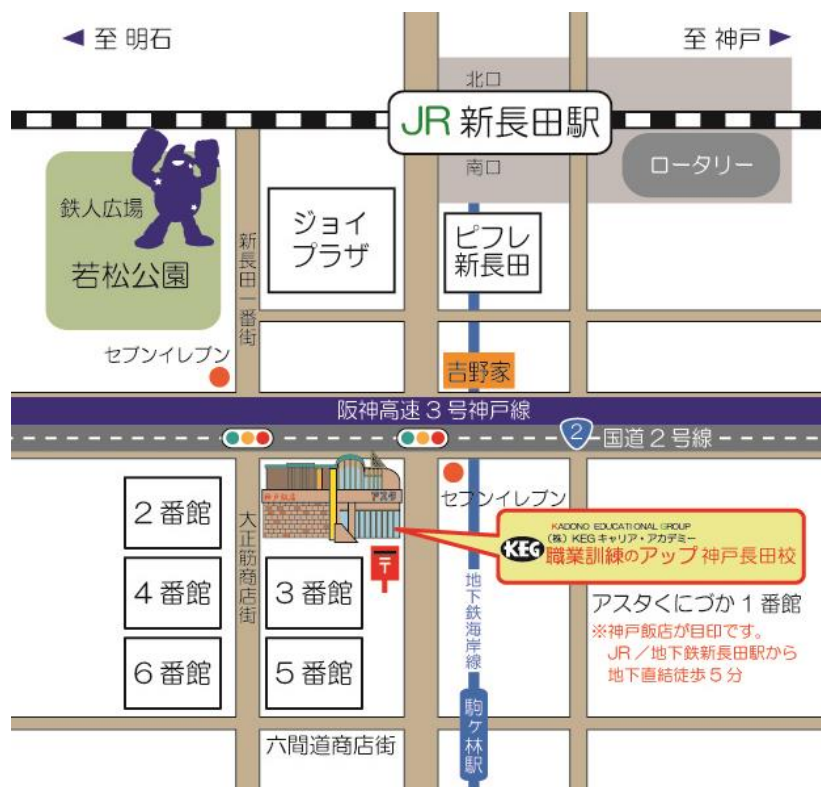 ◀ 至 明石
至 神戸 ▶
北口
JR 新長田駅
南口
ロータリー
鉄人広場
若松公園
新長田一番街
ジョイ
プラザ
ピフレ
新長田
セブンイレブン
吉野家
阪神高速3号神戸線
2
国道2号線
神戸飯店
アスタ
セブンイレブン
KADONO EDUCATIONAL GROUP
(株) KEGキャリア・アカデミー
KEG
職業訓練のアップ 神戸長田校
2番館
大正筋商店街
〒
4番館
3番館
地下鉄海岸線
アスタくにづか1番館
※神戸飯店が目印です。
JR/地下鉄新長田駅から
地下直結徒歩5分
6番館
5番館
駒ヶ林駅
六間道商店街